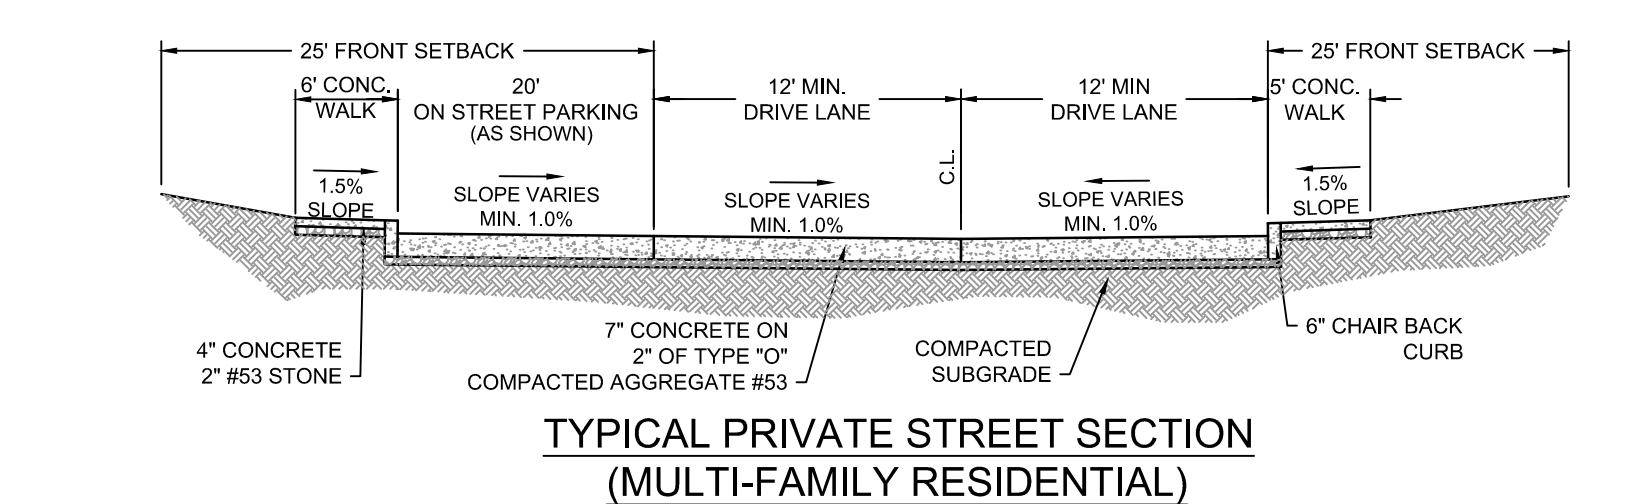 25' FRONT SETBACK
25' FRONT SETBACK
6' CONC.
WALK
20'
ON STREET PARKING
(AS SHOWN)
12' MIN.
DRIVE LANE
12' MIN
DRIVE LANE
5' CONC.
WALK
C.L.
1.5%
SLOPE
SLOPE VARIES
MIN. 1.0%
SLOPE VARIES
MIN. 1.0%
SLOPE VARIES
MIN. 1.0%
1.5%
SLOPE
4" CONCRETE
2" #53 STONE
7" CONCRETE ON
2" OF TYPE "O"
COMPACTED AGGREGATE #53
COMPACTED
SUBGRADE
6" CHAIR BACK
CURB
TYPICAL PRIVATE STREET SECTION
(MULTI-FAMILY RESIDENTIAL)